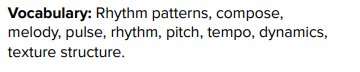 Vocabulary: Rhythm patterns, compose,
melody, pulse, rhythm, pitch, tempo, dynamics,
texture structure.